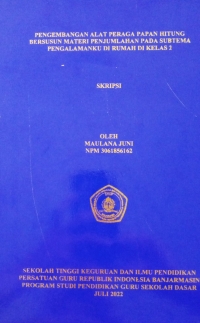 PENGEMBANGAN ALAT PERAGA PAPAN HITUNG
BERSUSUN MATERI PENJUMLAHAN PADA SUBTEMA
PENGALAMANKU DI RUMAH DI KELAS 2
SKRIPSI
OLEH
MAULANA JUNI
NPM 3061856162
SEKOLAH TINGGI KEGURUAN DAN ILMU PENDIDIKAN
PERSATUAN GURU REPUBLIK INDONESIA BANJARMASIN
PROGRAM STUDI PENDIDIKAN GURU SEKOLAH DASAR
JULI 2022